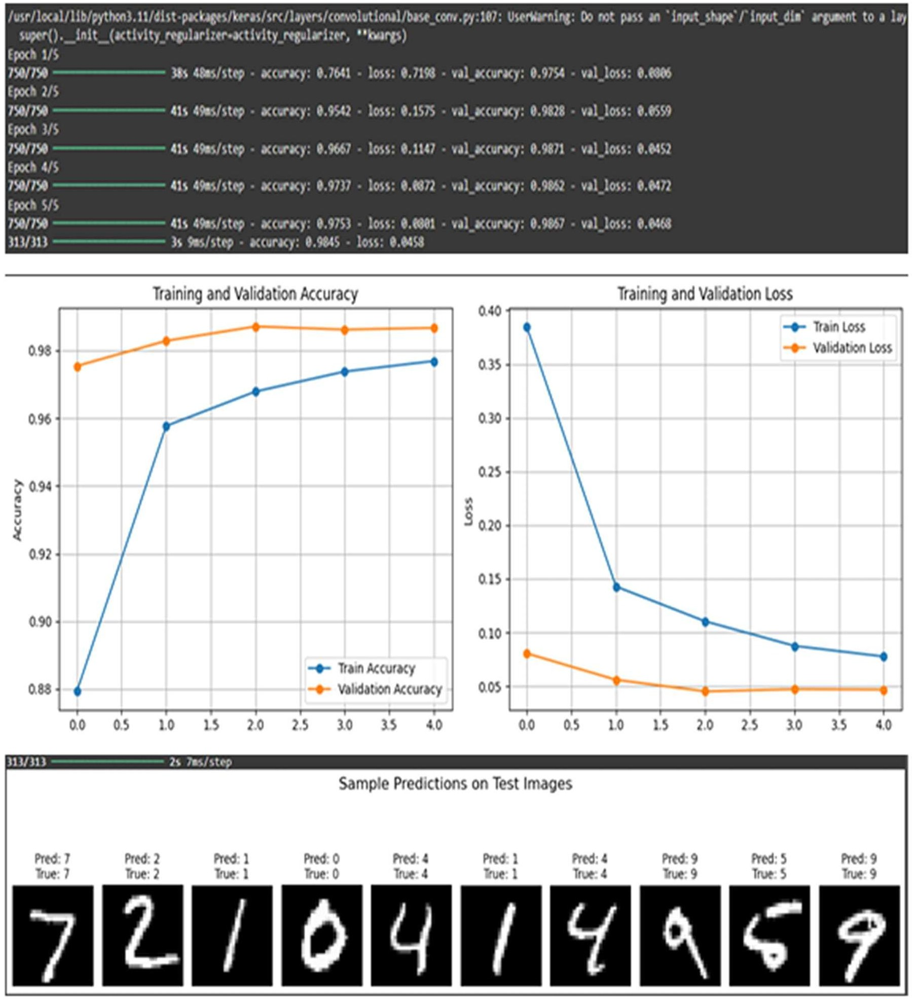 /usr/local/lib/python3.11/dist-packages/keras/src/layers/convolutional/base_conv.py:107: UserWarning: Do not pass an `input_shape`/`input_dim` argument to a lay
super().__init__(activity_regularizer=activity_regularizer, **kwargs)
Epoch 1/5
750/750 38s 48ms/step - accuracy: 0.7641 - loss: 0.7198 - val_accuracy: 0.9754 - val_loss: 0.0806
Epoch 2/5
750/750 41s 49ms/step - accuracy: 0.9542 - loss: 0.1575 - val_accuracy: 0.9828 - val_loss: 0.0559
Epoch 3/5
750/750 41s 49ms/step - accuracy: 0.9667 - loss: 0.1147 - val_accuracy: 0.9871 - val_loss: 0.0452
Epoch 4/5
750/750 41s 49ms/step - accuracy: 0.9737 - loss: 0.0872 - val_accuracy: 0.9862 - val_loss: 0.0472
Epoch 5/5
750/750 41s 49ms/step - accuracy: 0.9753 - loss: 0.0801 - val_accuracy: 0.9867 - val_loss: 0.0468
313/313 3s 9ms/step - accuracy: 0.9845 - loss: 0.0458
Training and Validation Accuracy
0.98
0.96
0.94
0.92
0.90
0.88
Accuracy
Train Accuracy
Validation Accuracy
0.0 0.5 1.0 1.5 2.0 2.5 3.0 3.5 4.0
Training and Validation Loss
0.40
0.35
0.30
0.25
0.20
0.15
0.10
0.05
Loss
Train Loss
Validation Loss
0.0 0.5 1.0 1.5 2.0 2.5 3.0 3.5 4.0
313/313 2s 7ms/step
Sample Predictions on Test Images
Pred: 7 Pred: 2 Pred: 1 Pred: 0 Pred: 4 Pred: 1 Pred: 4 Pred: 9 Pred: 5 Pred: 9
True: 7 True: 2 True: 1 True: 0 True: 4 True: 1 True: 4 True: 9 True: 5 True: 9
7 2 1 0 4 1 4 9 5 9